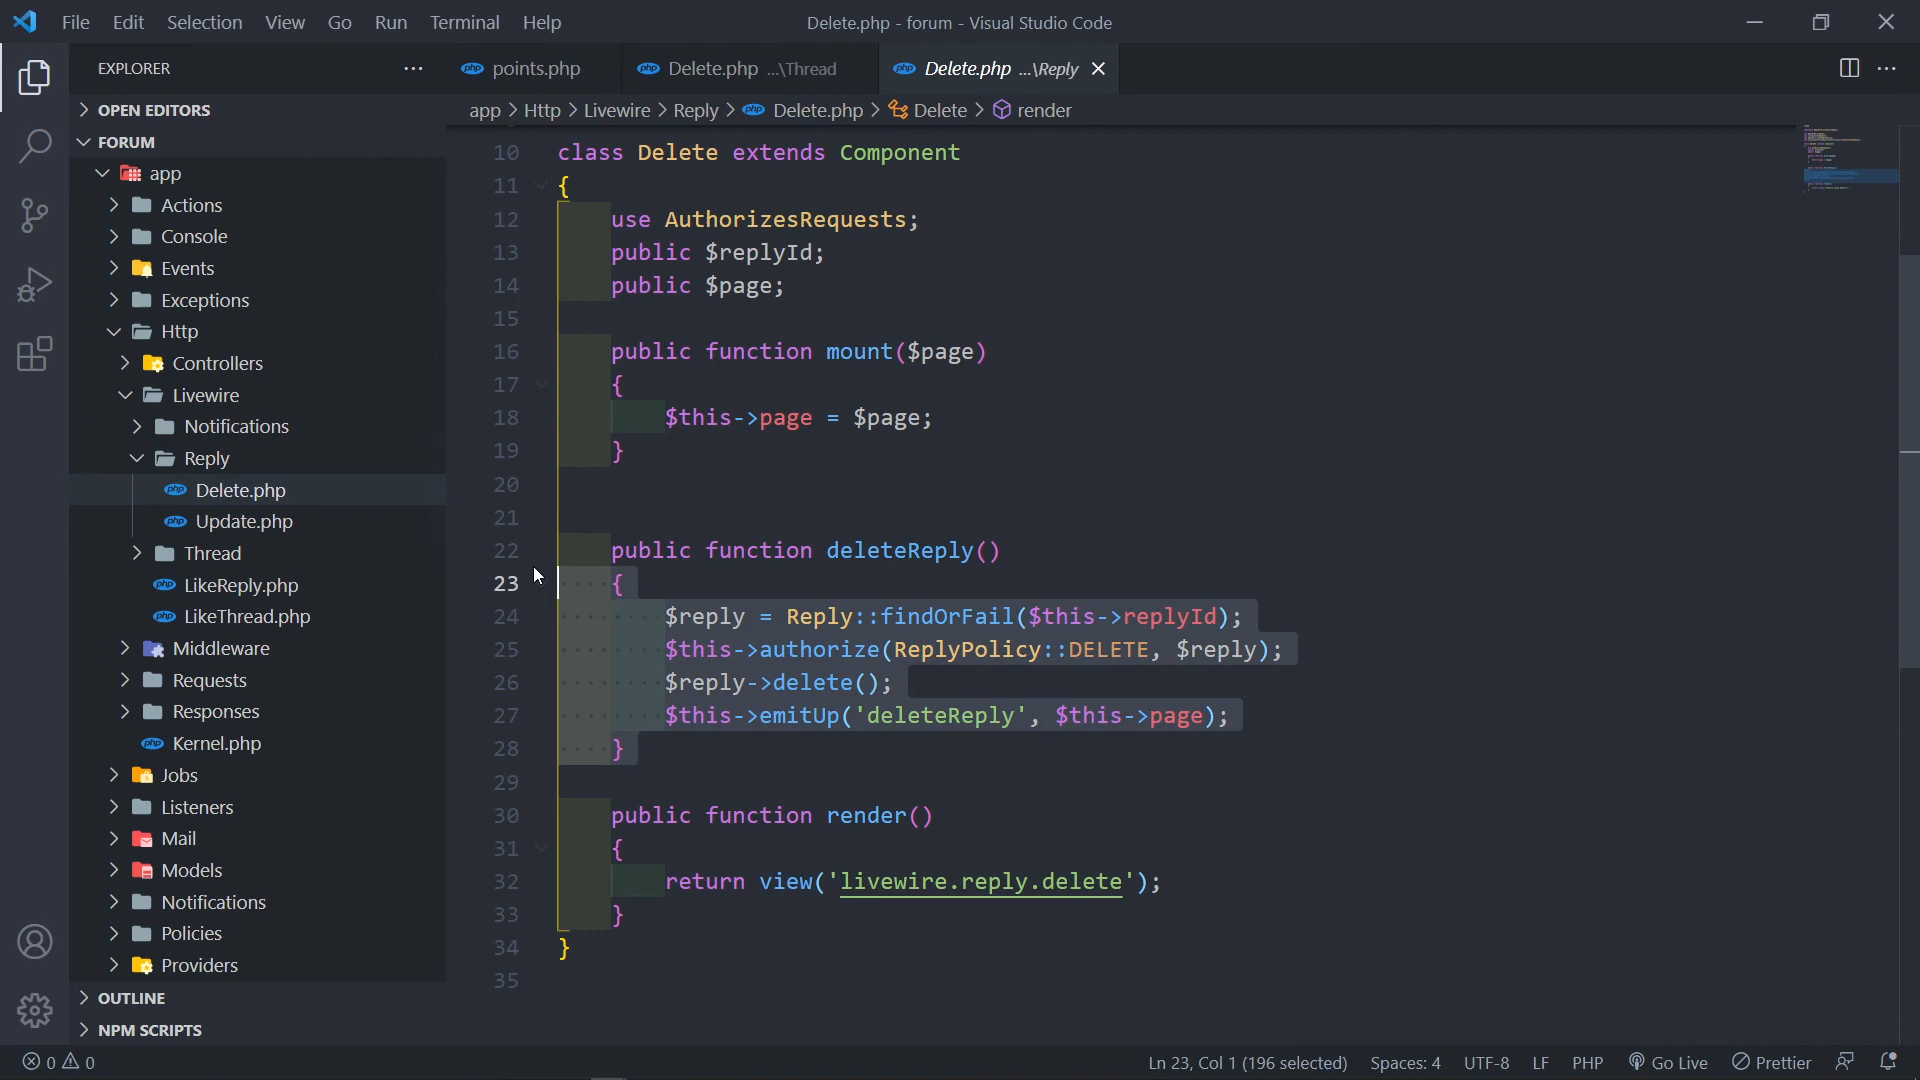 File Edit Selection View Go Run Terminal Help
Delete.php - forum - Visual Studio Code
EXPLORER
OPEN EDITORS
FORUM
app
Actions
Console
Events
Exceptions
Http
Controllers
Livewire
Notifications
Reply
Delete.php
Update.php
Thread
LikeReply.php
LikeThread.php
Middleware
Requests
Responses
Kernel.php
Jobs
Listeners
Mail
Models
Notifications
Policies
Providers
OUTLINE
NPM SCRIPTS
points.php
Delete.php ...\Thread
Delete.php ...\Reply
app > Http > Livewire > Reply > Delete.php > Delete > render
10 class Delete extends Component
11 {
12 use AuthorizesRequests;
13 public $replyId;
14 public $page;
15
16 public function mount($page)
17 {
18 $this->page = $page;
19 }
20
21
22 public function deleteReply()
23 {
24 $reply = Reply::findOrFail($this->replyId);
25 $this->authorize(ReplyPolicy::DELETE, $reply);
26 $reply->delete();
27 $this->emitUp('deleteReply', $this->page);
28 }
29
30 public function render()
31 {
32 return view('livewire.reply.delete');
33 }
34 }
35
0 0
Ln 23, Col 1 (196 selected) Spaces: 4 UTF-8 LF PHP Go Live Prettier